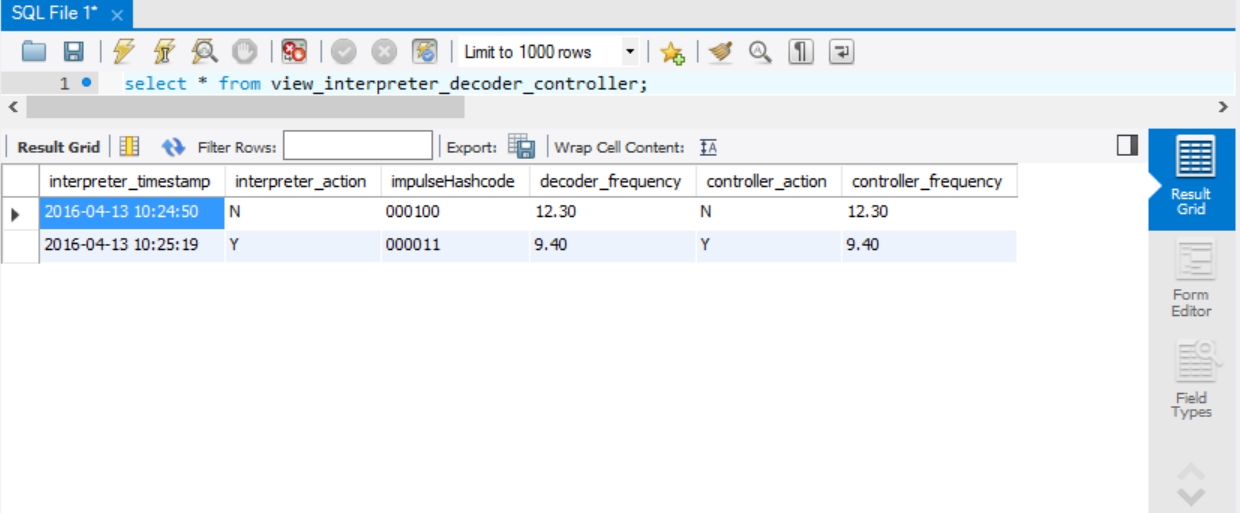 SQL File 1*
Limit to 1000 rows
1 select * from view_interpreter_decoder_controller;
Result Grid Filter Rows: Export: Wrap Cell Content:
interpreter_timestamp interpreter_action impulseHashcode decoder_frequency controller_action controller_frequency
2016-04-13 10:24:50 N 000100 12.30 N 12.30
2016-04-13 10:25:19 Y 000011 9.40 Y 9.40
Result
Grid
Form
Editor
Field
Types